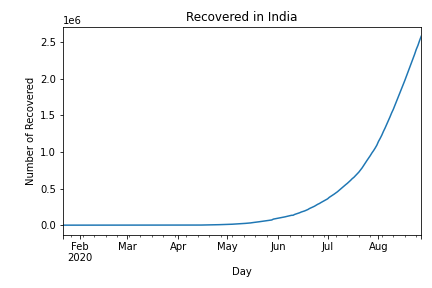 Recovered in India
1e6
2.5
2.0
1.5
1.0
0.5
0.0
Number of Recovered
Feb Mar Apr May Jun Jul Aug
2020
Day